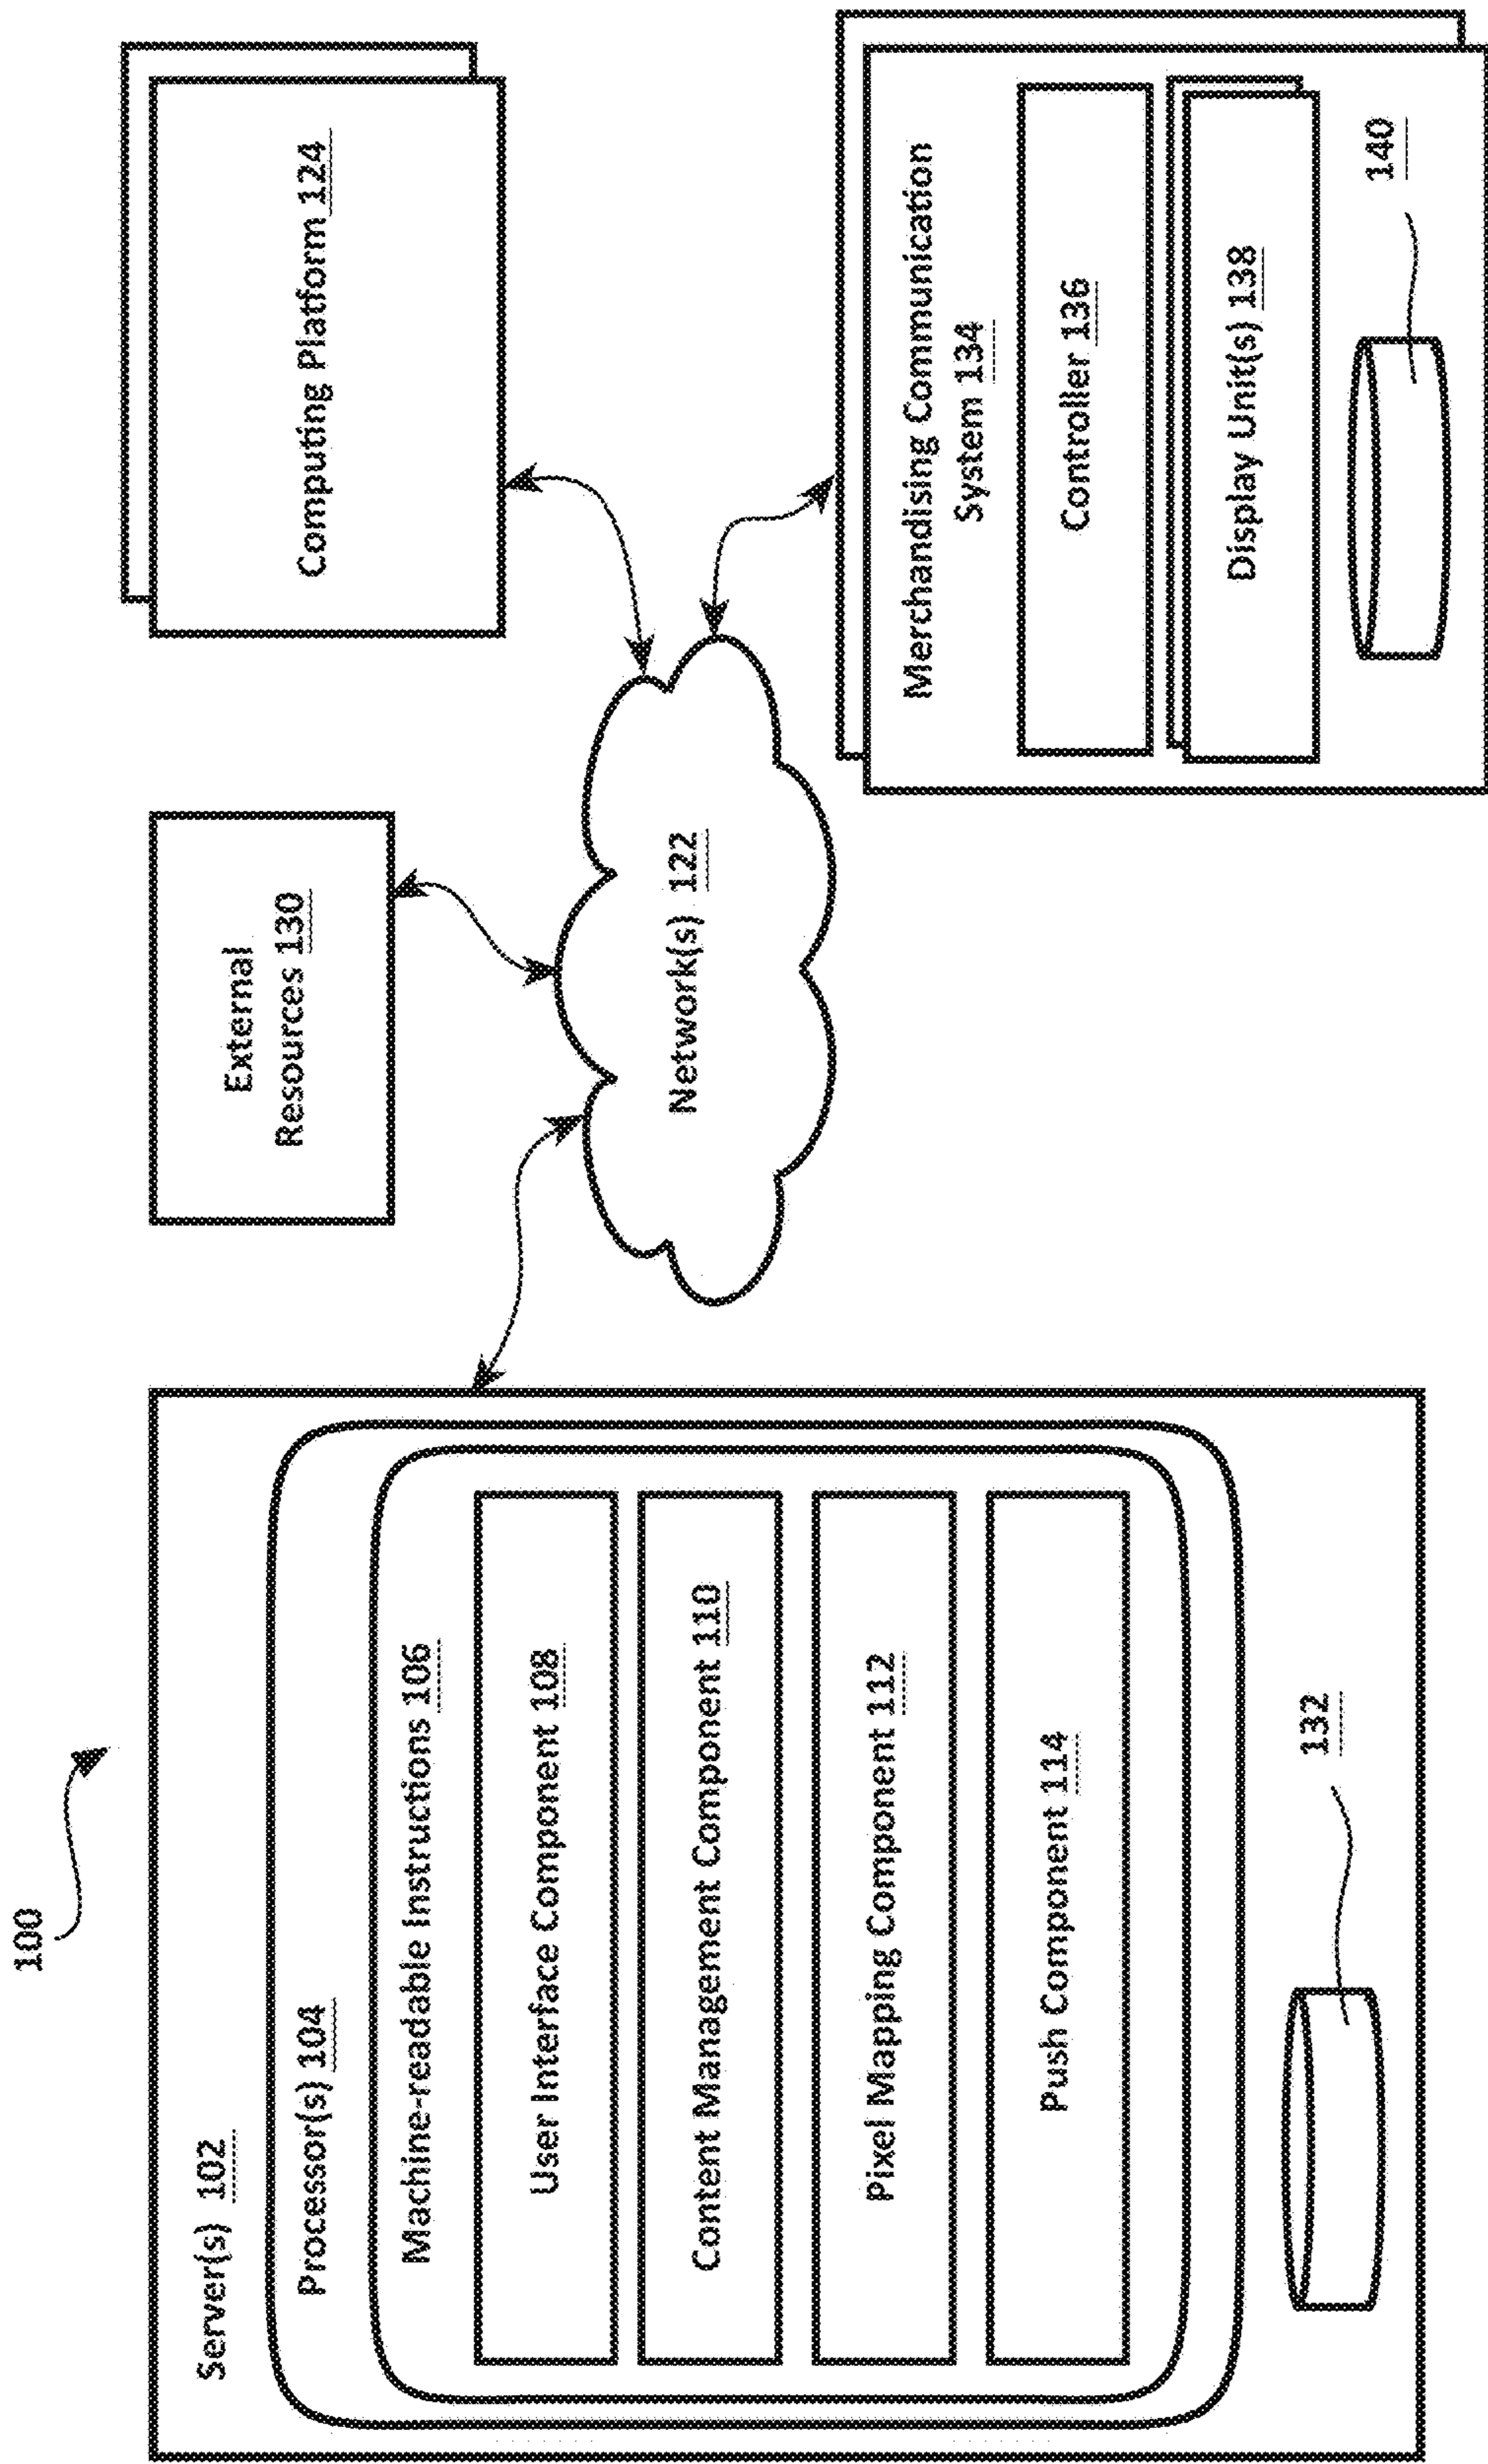 100
Server(s) 102
Processor(s) 104
Machine-readable Instructions 106
User Interface Component 108
Content Management Component 110
Pixel Mapping Component 112
Push Component 114
132
External
Resources 130
Network(s) 122
Computing Platform 124
Merchandising Communication
System 134
Controller 136
Display Unit(s) 138
140